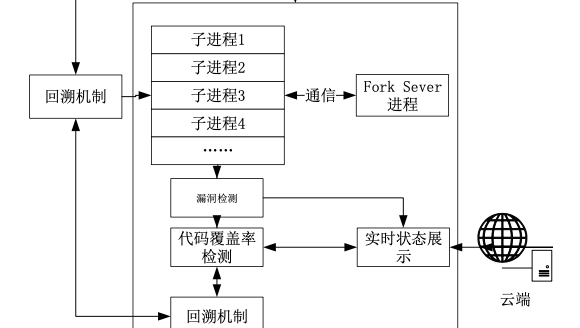 子进程1
子进程2
回溯机制
子进程3
通信
Fork Sever
进程
子进程4
……
漏洞检测
代码覆盖率
检测
实时状态展
示
云端
回溯机制